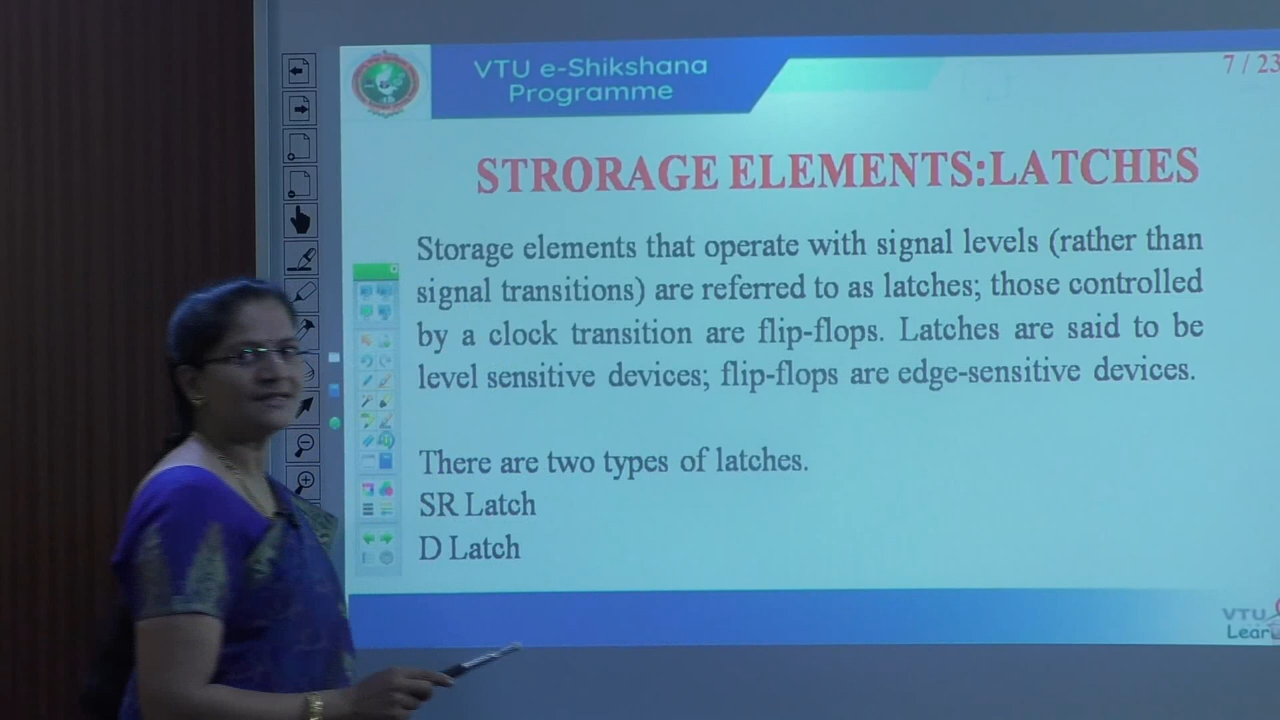 VTU e-Shikshana
Programme
7 / 23
STRORAGE ELEMENTS:LATCHES
Storage elements that operate with signal levels (rather than
signal transitions) are referred to as latches; those controlled
by a clock transition are flip-flops. Latches are said to be
level sensitive devices; flip-flops are edge-sensitive devices.
There are two types of latches.
SR Latch
D Latch
VTU